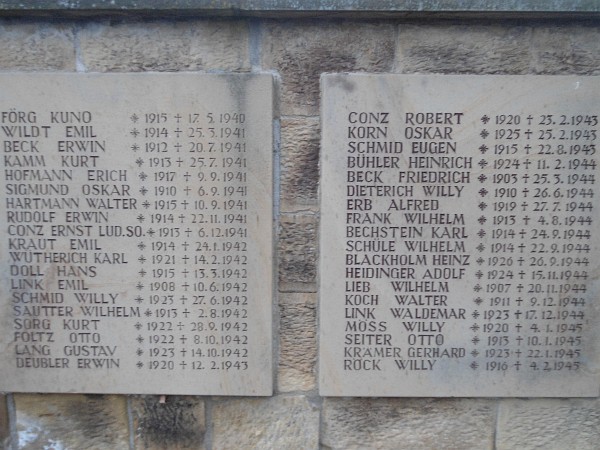 FÖRG KUNO * 1915 † 17.5.1940
WILDT EMIL * 1914 † 25.3.1941
BECK ERWIN * 1912 † 20.7.1941
KAMM KURT * 1913 † 25.7.1941
HOFMANN ERICH * 1917 † 9.9.1941
SIGMUND OSKAR * 1910 † 6.9.1941
HARTMANN WALTER * 1915 † 10.9.1941
RUDOLF ERWIN * 1914 † 22.11.1941
CONZ ERNST LUD.SO. * 1913 † 6.12.1941
KRAUT EMIL * 1914 † 24.1.1942
WÜTHERICH KARL * 1921 † 14.2.1942
DOLL HANS * 1915 † 13.3.1942
LINK EMIL * 1908 † 10.6.1942
SCHMID WILLY * 1923 † 27.6.1942
SAUTTER WILHELM * 1913 † 2.8.1942
SORG KURT * 1922 † 28.9.1942
FOLTZ OTTO * 1922 † 8.10.1942
LANG GUSTAV * 1923 † 14.10.1942
DEUBLER ERWIN * 1920 † 12.2.1943
CONZ ROBERT * 1920 † 23.2.1943
KORN OSKAR * 1925 † 23.2.1943
SCHMID EUGEN * 1915 † 22.8.1943
BÜHLER HEINRICH * 1924 † 11.2.1944
BECK FRIEDRICH * 1903 † 25.3.1944
DIETERICH WILLY * 1910 † 26.6.1944
ERB ALFRED * 1919 † 27.7.1944
FRANK WILHELM * 1913 † 4.8.1944
BECHSTEIN KARL * 1914 † 24.9.1944
SCHÜLE WILHELM * 1914 † 22.9.1944
BLACKHOLM HEINZ * 1926 † 26.9.1944
HEIDINGER ADOLF * 1924 † 15.11.1944
LIEB WILHELM * 1907 † 20.11.1944
KOCH WALTER * 1911 † 9.12.1944
LINK WALDEMAR * 1923 † 17.12.1944
MÖSS WILLY * 1920 † 4.1.1945
SEITER OTTO * 1913 † 10.1.1945
KRÄMER GERHARD * 1923 † 22.1.1945
RÖCK WILLY * 1916 † 4.2.1945